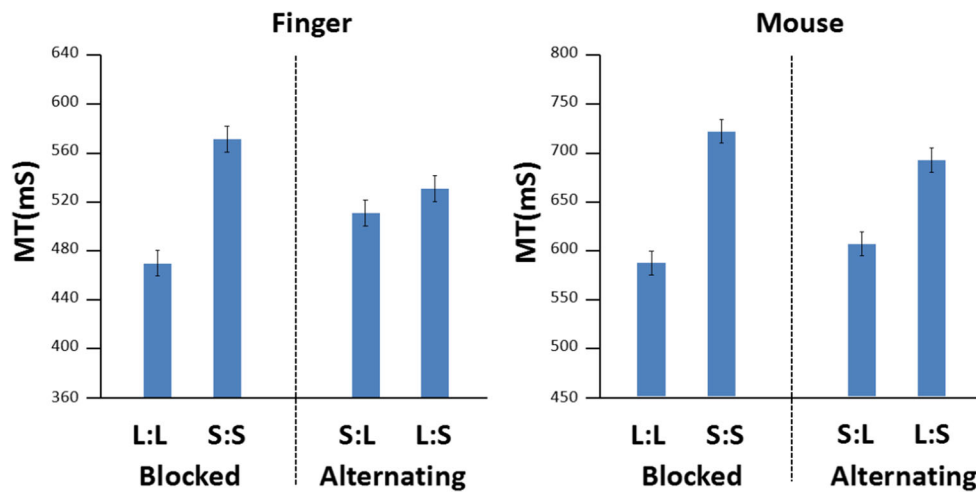 Finger
MT(mS)
640
600
560
520
480
440
400
360
L:L S:S S:L L:S
Blocked Alternating
Mouse
MT(mS)
800
750
700
650
600
550
500
450
L:L S:S S:L L:S
Blocked Alternating